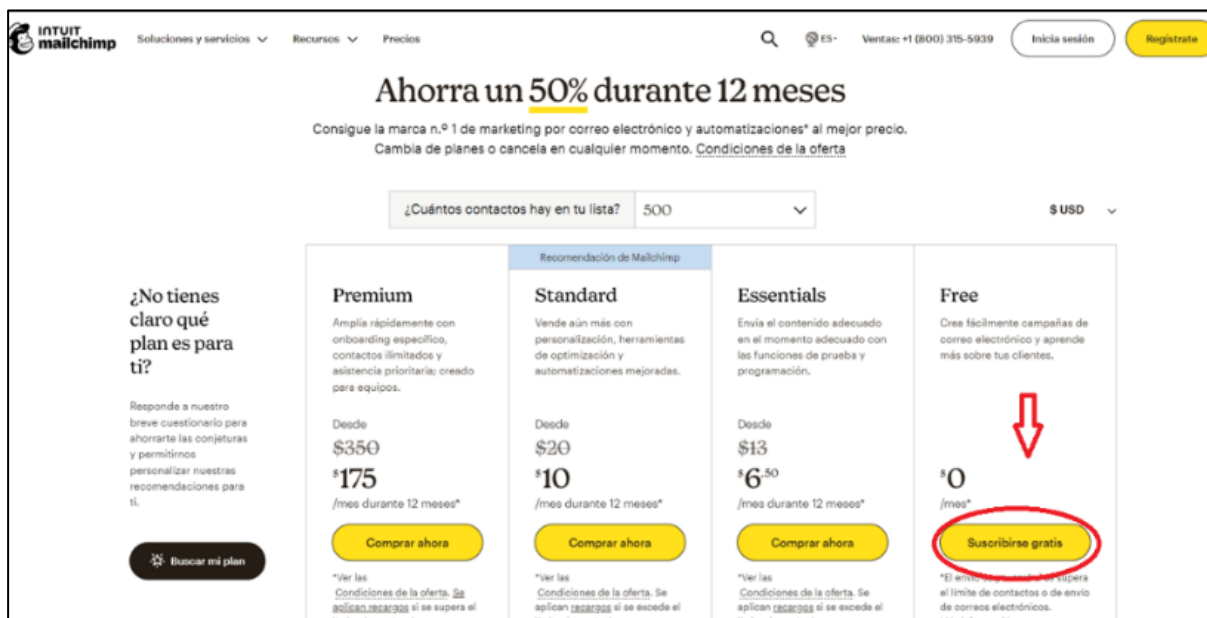 INTUIT
mailchimp
Soluciones y servicios
Recursos
Precios
ES
Ventas: +1 (800) 315-5939
Inicia sesión
Regístrate
Ahorra un 50% durante 12 meses
Consigue la marca n.º 1 de marketing por correo electrónico y automatizaciones* al mejor precio.
Cambia de planes o cancela en cualquier momento. Condiciones de la oferta
¿Cuántos contactos hay en tu lista?
500
$ USD
¿No tienes
claro qué
plan es para
ti?
Responde a nuestro
breve cuestionario para
ahorrarte las conjeturas
y permitirnos
personalizar nuestras
recomendaciones para
ti.
Buscar mi plan
Premium
Amplía rápidamente con
onboarding específico,
contactos ilimitados y
asistencia prioritaria; creado
para equipos.
Desde
$350
$175
/mes durante 12 meses*
Comprar ahora
*Ver las
Condiciones de la oferta. Se
aplican recargos si se supera el
Recomendación de Mailchimp
Standard
Vende aún más con
personalización, herramientas
de optimización y
automatizaciones mejoradas.
Desde
$20
$10
/mes durante 12 meses*
Comprar ahora
*Ver las
Condiciones de la oferta. Se
aplican recargos si se excede el
Essentials
Envía el contenido adecuado
en el momento adecuado con
las funciones de prueba y
programación.
Desde
$13
$6.50
/mes durante 12 meses*
Comprar ahora
*Ver las
Condiciones de la oferta. Se
aplican recargos si se excede el
Free
Crea fácilmente campañas de
correo electrónico y aprende
más sobre tus clientes.
$0
/mes*
Suscribirse gratis
*El envío se supera
el límite de contactos o de envío
de correos electrónicos.